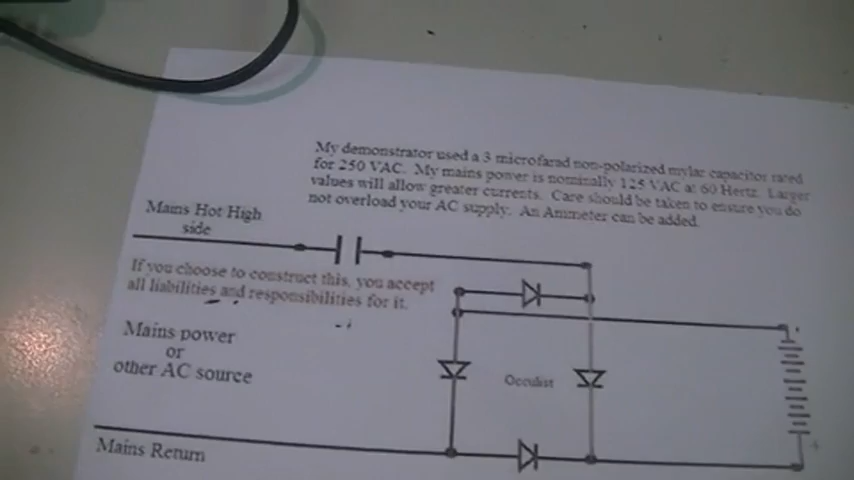 My demonstrator used a 3 microfarad non-polarized mylar capacitor rated
for 250 VAC. My mains power is nominally 125 VAC at 60 Hertz. Larger
values will allow greater currents. Care should be taken to ensure you do
not overload your AC supply. An Ammeter can be added.
Mains Hot High
side
If you choose to construct this, you accept
all liabilities and responsibilities for it.
Mains power
or
other AC source
Occulist
Mains Return
+